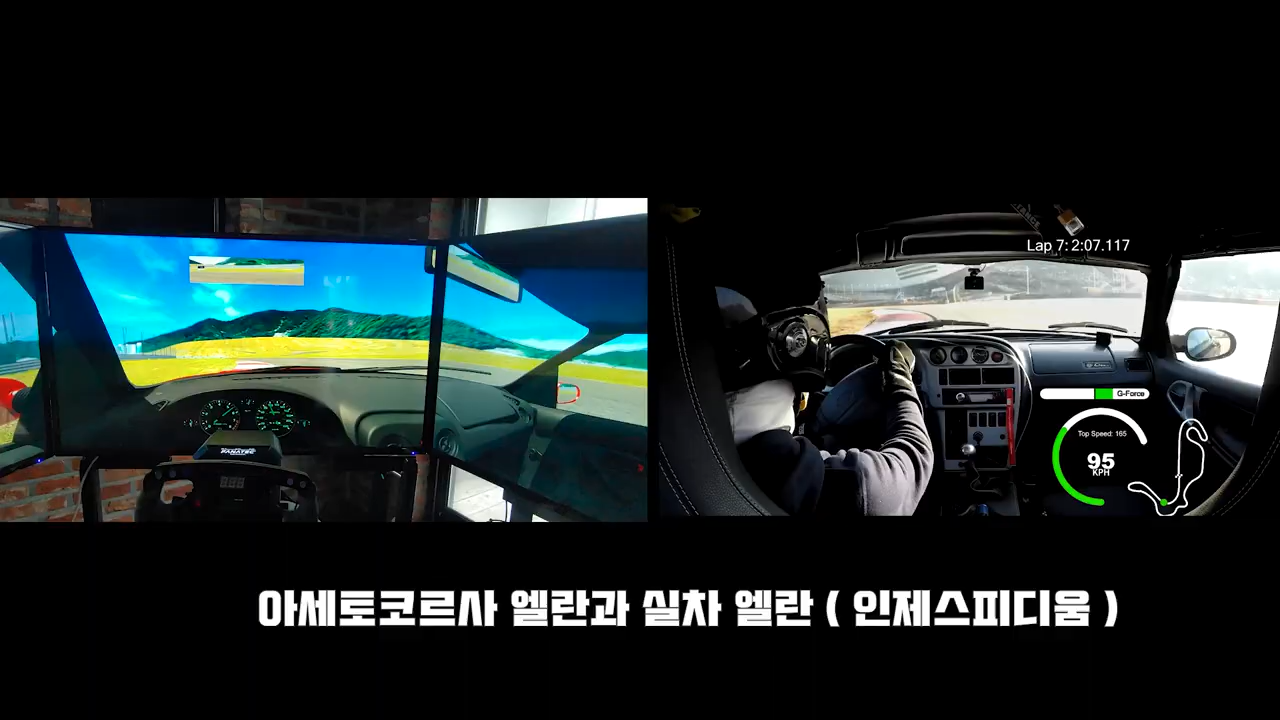 Lap 7: 2:07.117
FANATEC
G-Force
Top Speed: 165
95
KPH
아세토코르사 엘란과 실차 엘란 ( 인제스피디움 )